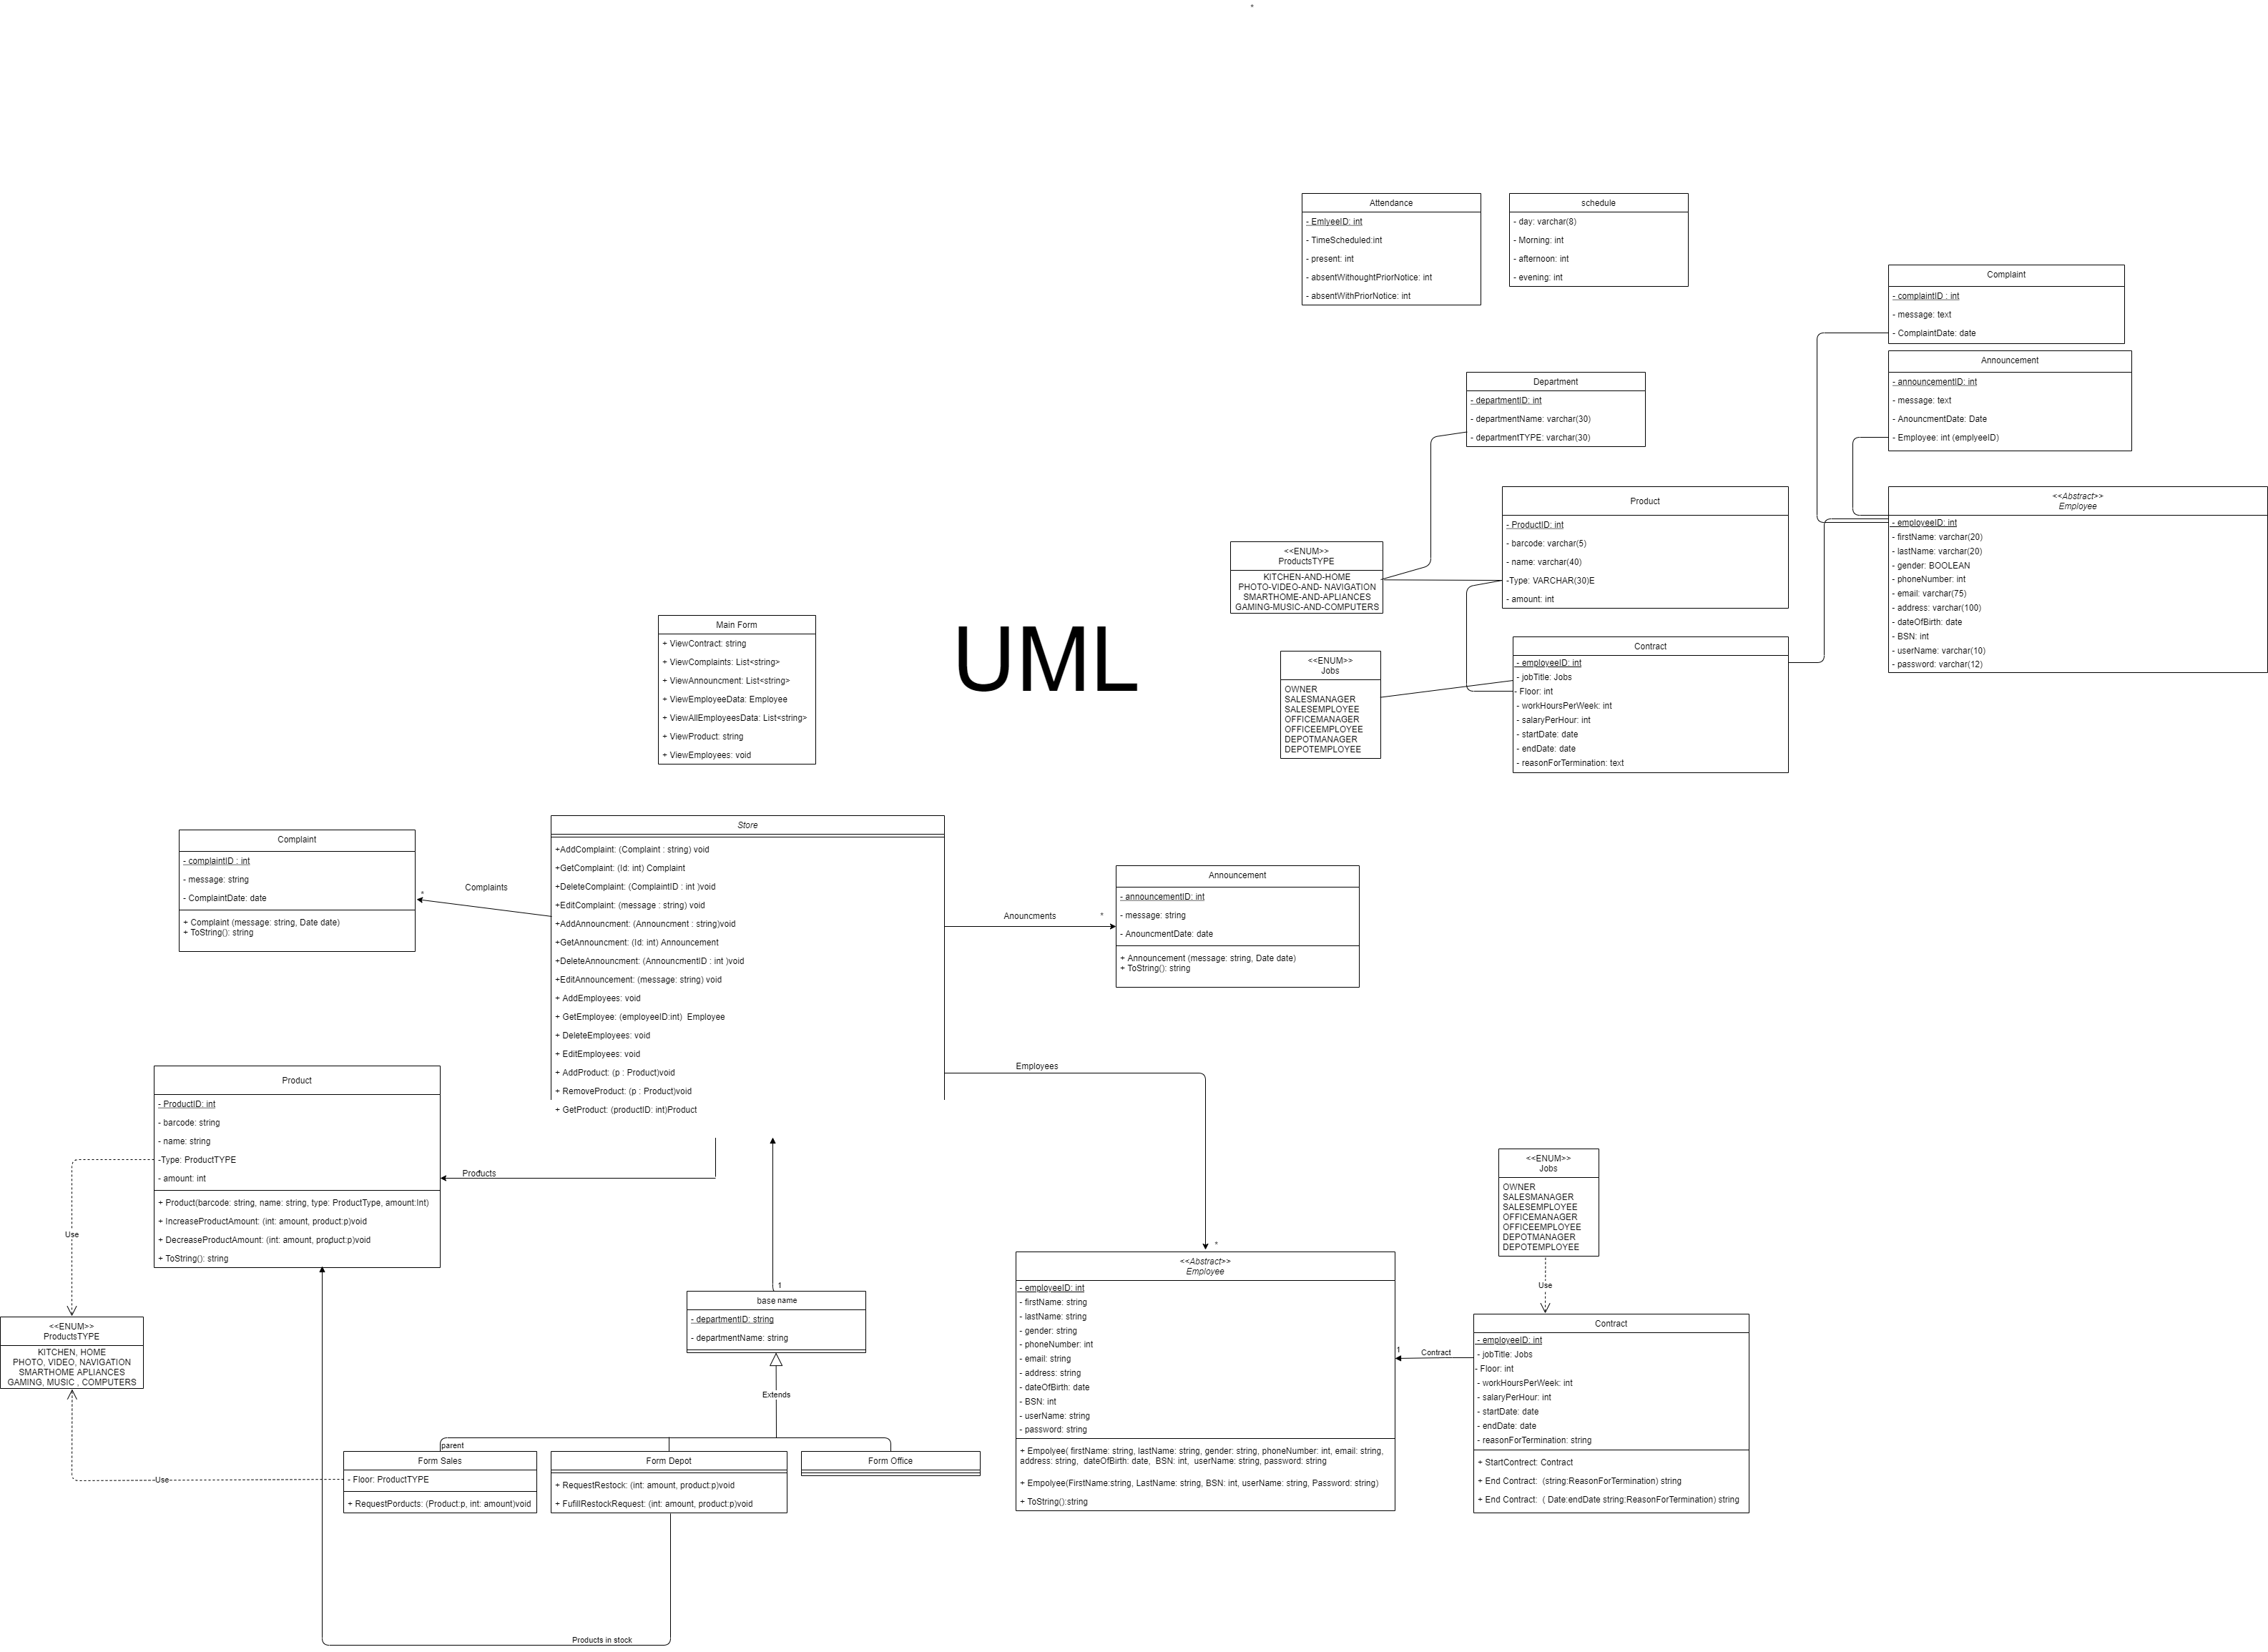 *
Attendance
- EmlyeeID: int
- TimeScheduled:int
- present: int
- absentWithoughtPriorNotice: int
- absentWithPriorNotice: int
schedule
- day: varchar(8)
- Morning: int
- afternoon: int
- evening: int
Complaint
- complaintID : int
- message: text
- ComplaintDate: date
Announcement
- announcementID: int
- message: text
- AnouncmentDate: Date
- Employee: int (emplyeeID)
Department
- departmentID: int
- departmentName: varchar(30)
- departmentTYPE: varchar(30)
Product
- ProductID: int
- barcode: varchar(5)
- name: varchar(40)
-Type: VARCHAR(30)E
- amount: int
<<Abstract>>
Employee
- employeeID: int
- firstName: varchar(20)
- lastName: varchar(20)
- gender: BOOLEAN
- phoneNumber: int
- email: varchar(75)
- address: varchar(100)
- dateOfBirth: date
- BSN: int
- userName: varchar(10)
- password: varchar(12)
<<ENUM>>
ProductsTYPE
KITCHEN-AND-HOME
PHOTO-VIDEO-AND- NAVIGATION
SMARTHOME-AND-APLIANCES
GAMING-MUSIC-AND-COMPUTERS
<<ENUM>>
Jobs
OWNER
SALESMANAGER
SALESEMPLOYEE
OFFICEMANAGER
OFFICEEMPLOYEE
DEPOTMANAGER
DEPOTEMPLOYEE
Contract
- employeeID: int
- jobTitle: Jobs
- Floor: int
- workHoursPerWeek: int
- salaryPerHour: int
- startDate: date
- endDate: date
- reasonForTermination: text
Main Form
+ ViewContract: string
+ ViewComplaints: List<string>
+ ViewAnnouncment: List<string>
+ ViewEmployeeData: Employee
+ ViewAllEmployeesData: List<string>
+ ViewProduct: string
+ ViewEmployees: void
UML
Complaint
- complaintID : int
- message: string
- ComplaintDate: date
+ Complaint (message: string, Date date)
+ ToString(): string
*
Complaints
Store
+AddComplaint: (Complaint : string) void
+GetComplaint: (Id: int) Complaint
+DeleteComplaint: (ComplaintID : int )void
+EditComplaint: (message : string) void
+AddAnnouncment: (Announcment : string)void
+GetAnnouncment: (Id: int) Announcement
+DeleteAnnouncment: (AnnouncmentID : int )void
+EditAnnouncement: (message: string) void
+ AddEmployees: void
+ GetEmployee: (employeeID:int)  Employee
+ DeleteEmployees: void
+ EditEmployees: void
+ AddProduct: (p : Product)void
+ RemoveProduct: (p : Product)void
+ GetProduct: (productID: int)Product
Anouncments
*
Announcement
- announcementID: int
- message: string
- AnouncmentDate: date
+ Announcement (message: string, Date date)
+ ToString(): string
Employees
*
Product
- ProductID: int
- barcode: string
- name: string
-Type: ProductTYPE
- amount: int
+ Product(barcode: string, name: string, type: ProductType, amount:Int)
+ IncreaseProductAmount: (int: amount, product:p)void
+ DecreaseProductAmount: (int: amount, product:p)void
+ ToString(): string
Products
*
Use
<<ENUM>>
ProductsTYPE
KITCHEN, HOME
PHOTO, VIDEO, NAVIGATION
SMARTHOME APLIANCES
GAMING, MUSIC , COMPUTERS
Use
1
base name
- departmentID: string
- departmentName: string
Extends
parent
Form Sales
- Floor: ProductTYPE
+ RequestPorducts: (Product:p, int: amount)void
Form Depot
+ RequestRestock: (int: amount, product:p)void
+ FufillRestockRequest: (int: amount, product:p)void
Form Office
Products in stock
<<Abstract>>
Employee
- employeeID: int
- firstName: string
- lastName: string
- gender: string
- phoneNumber: int
- email: string
- address: string
- dateOfBirth: date
- BSN: int
- userName: string
- password: string
+ Empolyee( firstName: string, lastName: string, gender: string, phoneNumber: int, email: string,
address: string,  dateOfBirth: date,  BSN: int,  userName: string, password: string
+ Empolyee(FirstName:string, LastName: string, BSN: int, userName: string, Password: string)
+ ToString():string
1
Contract
<<ENUM>>
Jobs
OWNER
SALESMANAGER
SALESEMPLOYEE
OFFICEMANAGER
OFFICEEMPLOYEE
DEPOTMANAGER
DEPOTEMPLOYEE
Use
Contract
- employeeID: int
- jobTitle: Jobs
- Floor: int
- workHoursPerWeek: int
- salaryPerHour: int
- startDate: date
- endDate: date
- reasonForTermination: string
+ StartContrect: Contract
+ End Contract:  (string:ReasonForTermination) string
+ End Contract:  ( Date:endDate string:ReasonForTermination) string